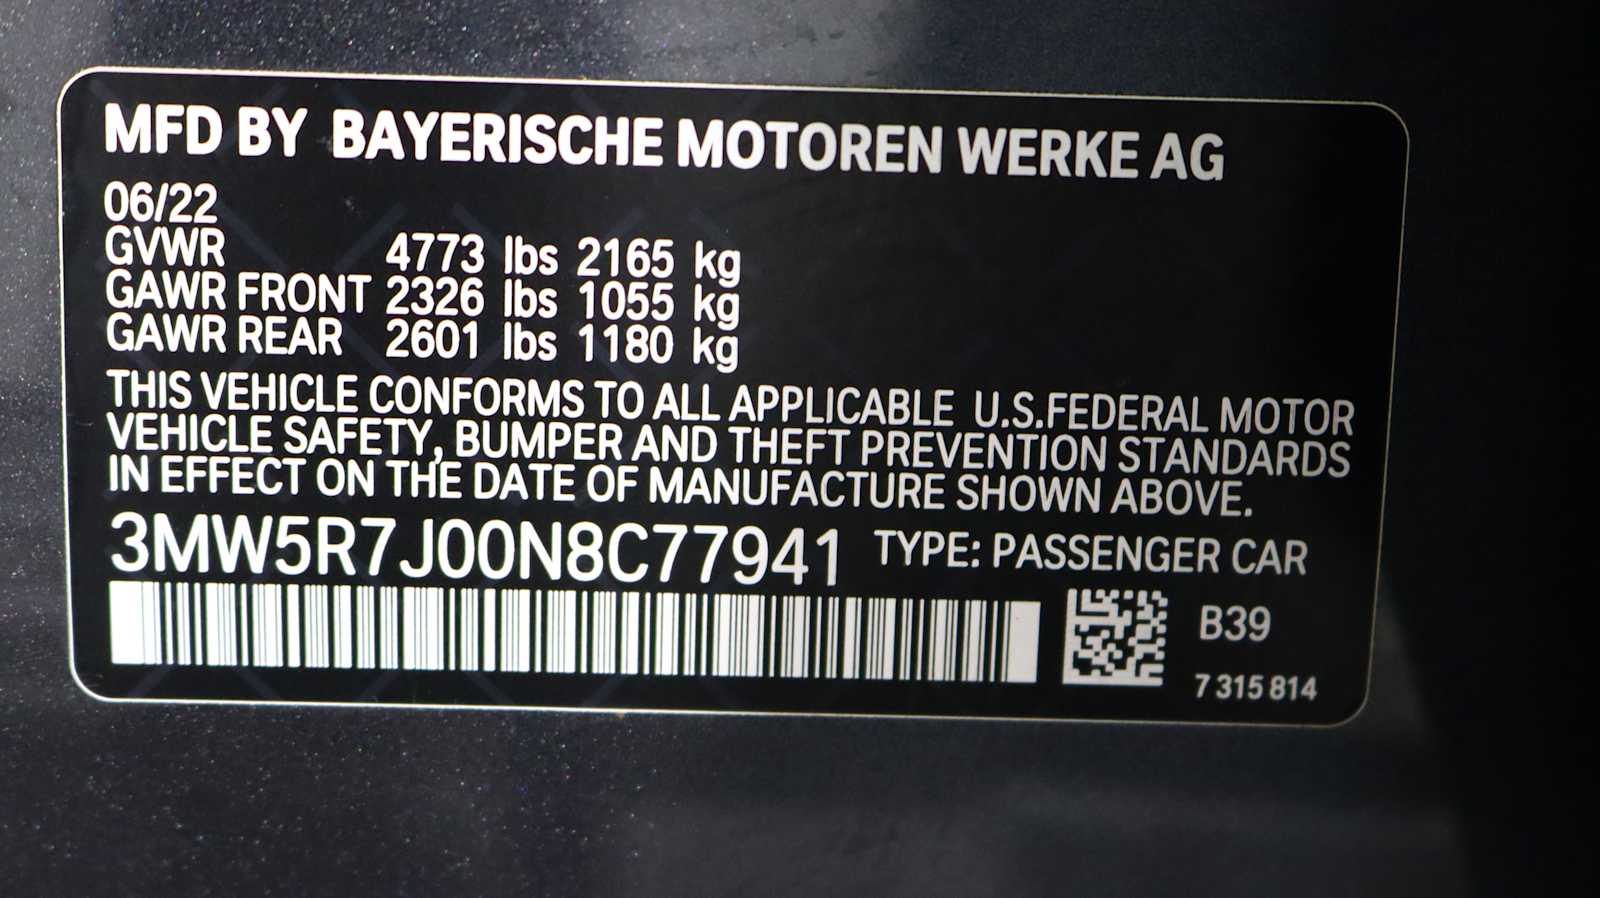 MFD BY BAYERISCHE MOTOREN WERKE AG
06/22
GVWR 4773 lbs 2165 kg
GAWR FRONT 2326 lbs 1055 kg
GAWR REAR 2601 lbs 1180 kg
THIS VEHICLE CONFORMS TO ALL APPLICABLE U.S.FEDERAL MOTOR
VEHICLE SAFETY, BUMPER AND THEFT PREVENTION STANDARDS
IN EFFECT ON THE DATE OF MANUFACTURE SHOWN ABOVE.
3MW5R7J00N8C77941 TYPE: PASSENGER CAR
B39
7 315 814